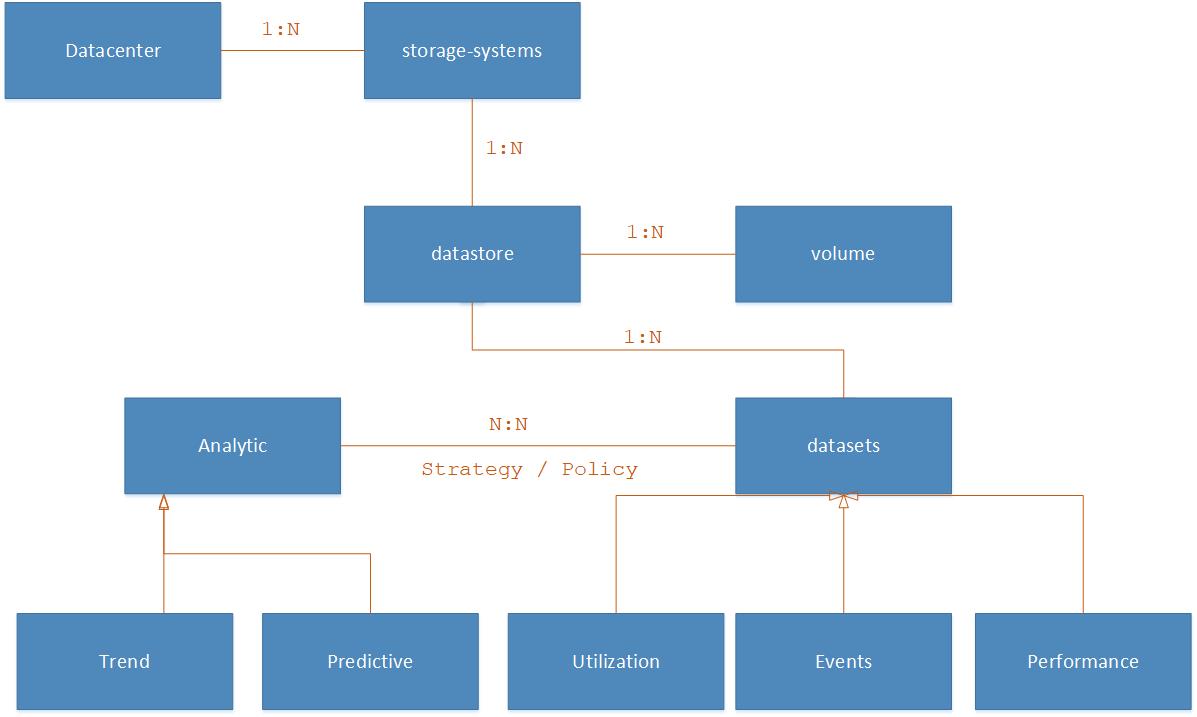 Datacenter
1:N
storage-systems
1:N
datastore
1:N
volume
1:N
Analytic
N:N
Strategy / Policy
datasets
Trend
Predictive
Utilization
Events
Performance